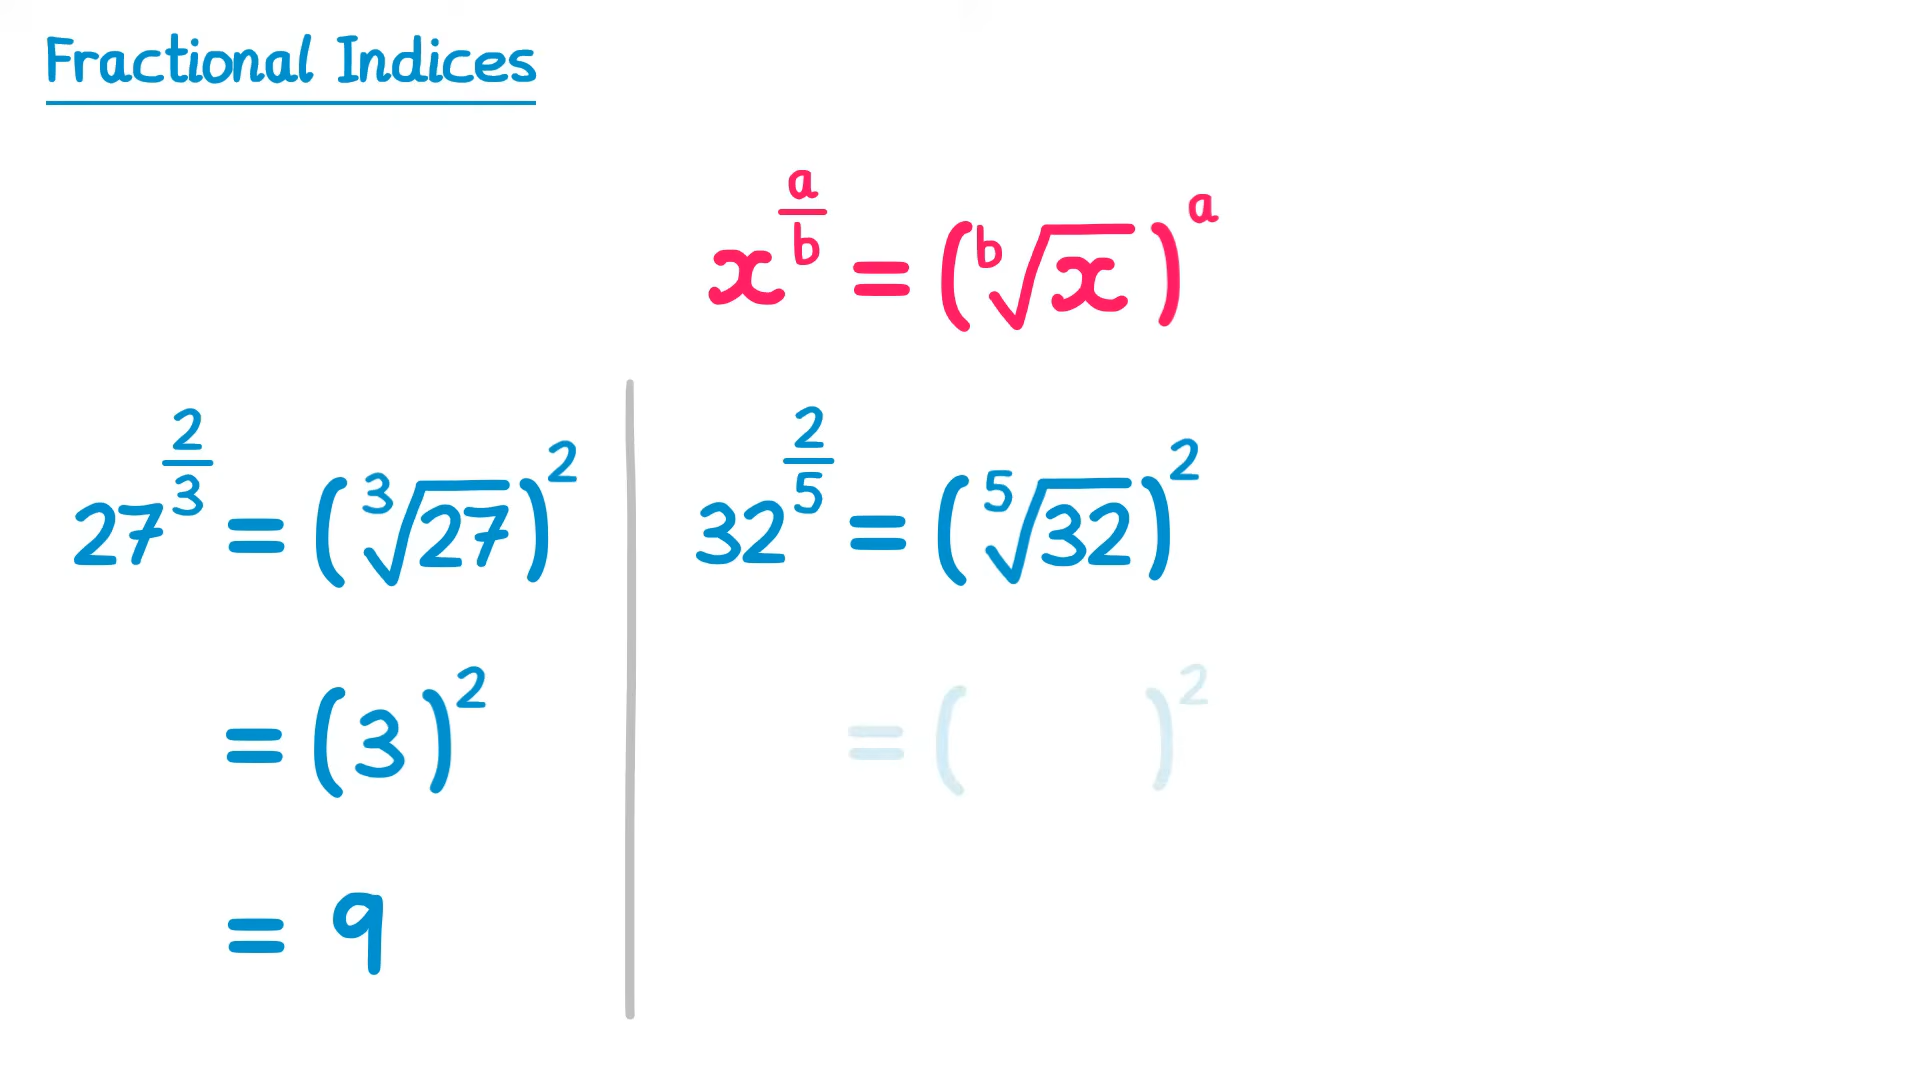 Fractional Indices
x^(a/b) = (ᵇ√x)^a
27^(2/3) = (³√27)²
= (3)²
= 9
32^(2/5) = (⁵√32)²
= ( )²